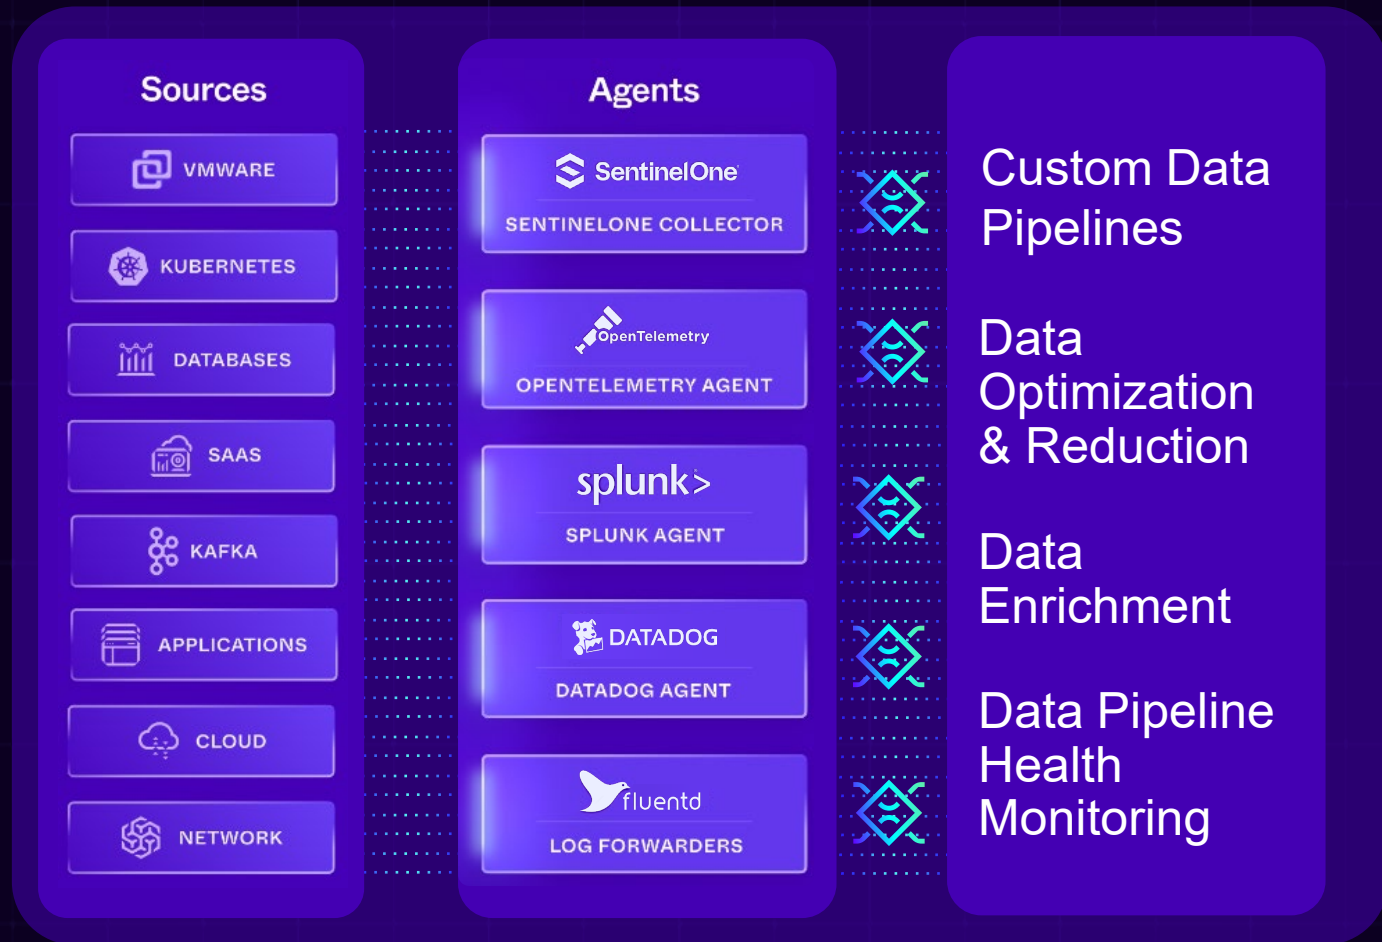 Sources
VMWARE
KUBERNETES
DATABASES
SAAS
KAFKA
APPLICATIONS
CLOUD
NETWORK
Agents
SentinelOne
SENTINELONE COLLECTOR
OpenTelemetry
OPENTELEMETRY AGENT
splunk>
SPLUNK AGENT
DATADOG
DATADOG AGENT
fluentd
LOG FORWARDERS
Custom Data
Pipelines
Data
Optimization
& Reduction
Data
Enrichment
Data Pipeline
Health
Monitoring